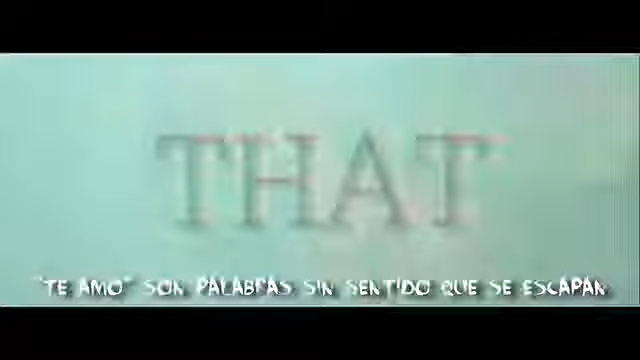 THAT
"TE AMO" SON PALABRAS SIN SENTIDO QUE SE ESCAPAN